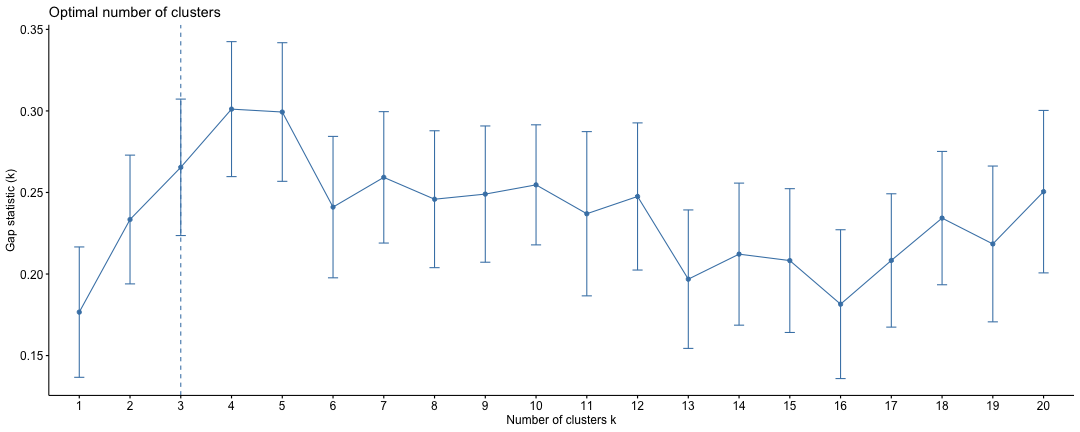 Optimal number of clusters
Gap statistic (k)
0.35
0.30
0.25
0.20
0.15
1 2 3 4 5 6 7 8 9 10 11 12 13 14 15 16 17 18 19 20
Number of clusters k